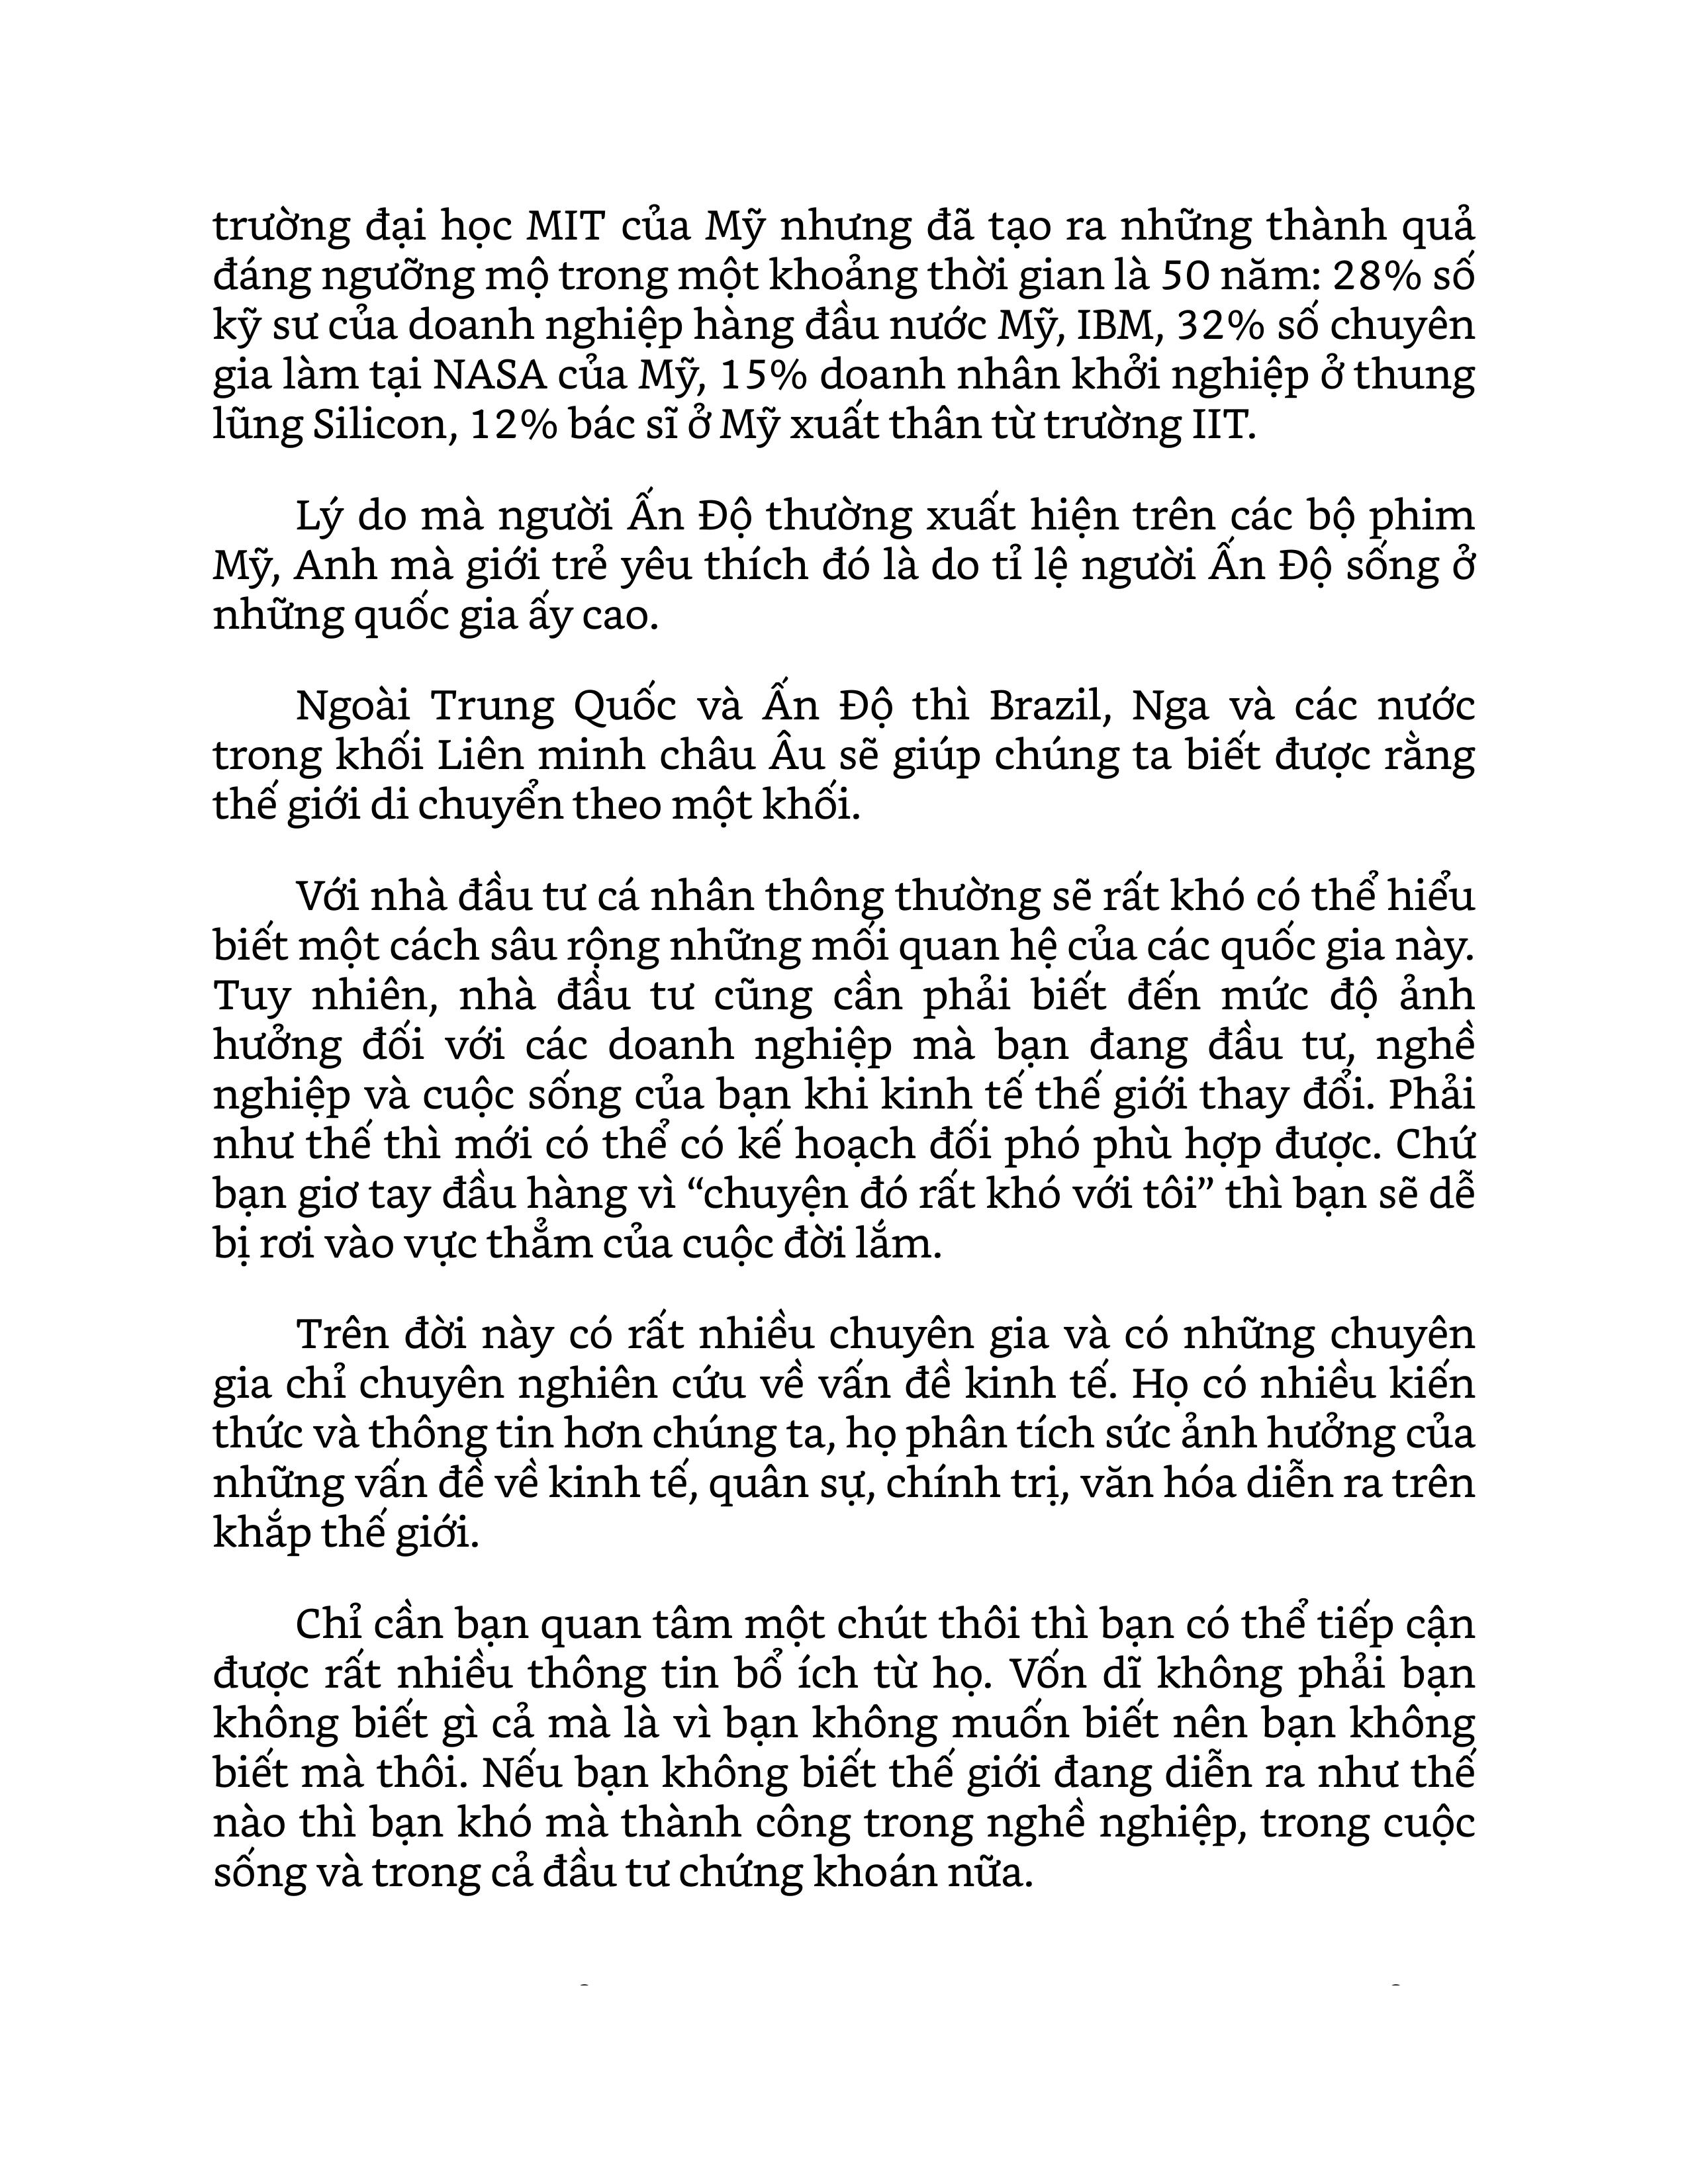 trường đại học MIT của Mỹ nhưng đã tạo ra những thành quả
đáng ngưỡng mộ trong một khoảng thời gian là 50 năm: 28% số
kỹ sư của doanh nghiệp hàng đầu nước Mỹ, IBM, 32% số chuyên
gia làm tại NASA của Mỹ, 15% doanh nhân khởi nghiệp ở thung
lũng Silicon, 12% bác sĩ ở Mỹ xuất thân từ trường IIT.
Lý do mà người Ấn Độ thường xuất hiện trên các bộ phim
Mỹ, Anh mà giới trẻ yêu thích đó là do tỉ lệ người Ấn Độ sống ở
những quốc gia ấy cao.
Ngoài Trung Quốc và Ấn Độ thì Brazil, Nga và các nước
trong khối Liên minh châu Âu sẽ giúp chúng ta biết được rằng
thế giới di chuyển theo một khối.
Với nhà đầu tư cá nhân thông thường sẽ rất khó có thể hiểu
biết một cách sâu rộng những mối quan hệ của các quốc gia này.
Tuy nhiên, nhà đầu tư cũng cần phải biết đến mức độ ảnh
hưởng đối với các doanh nghiệp mà bạn đang đầu tư, nghề
nghiệp và cuộc sống của bạn khi kinh tế thế giới thay đổi. Phải
như thế thì mới có thể có kế hoạch đối phó phù hợp được. Chứ
bạn giơ tay đầu hàng vì “chuyện đó rất khó với tôi” thì bạn sẽ dễ
bị rơi vào vực thẳm của cuộc đời lắm.
Trên đời này có rất nhiều chuyên gia và có những chuyên
gia chỉ chuyên nghiên cứu về vấn đề kinh tế. Họ có nhiều kiến
thức và thông tin hơn chúng ta, họ phân tích sức ảnh hưởng của
những vấn đề về kinh tế, quân sự, chính trị, văn hóa diễn ra trên
khắp thế giới.
Chỉ cần bạn quan tâm một chút thôi thì bạn có thể tiếp cận
được rất nhiều thông tin bổ ích từ họ. Vốn dĩ không phải bạn
không biết gì cả mà là vì bạn không muốn biết nên bạn không
biết mà thôi. Nếu bạn không biết thế giới đang diễn ra như thế
nào thì bạn khó mà thành công trong nghề nghiệp, trong cuộc
sống và trong cả đầu tư chứng khoán nữa.